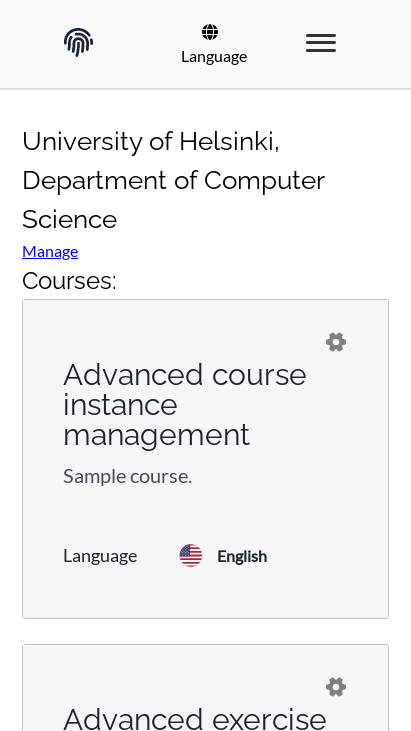 Language
University of Helsinki,
Department of Computer
Science
Manage
Courses:
Advanced course
instance
management
Sample course.
Language English
Advanced exercise